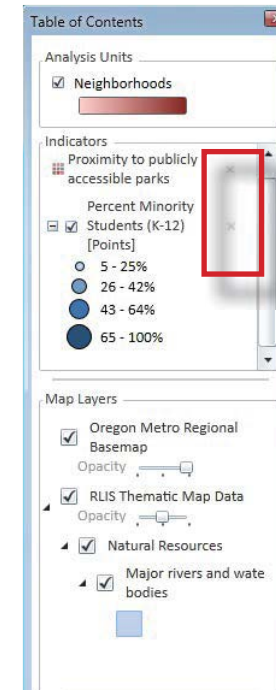 Table of Contents
Analysis Units
Neighborhoods
Indicators
Proximity to publicly
accessible parks
Percent Minority
Students (K-12)
[Points]
5 - 25%
26 - 42%
43 - 64%
65 - 100%
Map Layers
Oregon Metro Regional
Basemap
Opacity
RLIS Thematic Map Data
Opacity
Natural Resources
Major rivers and wate
bodies